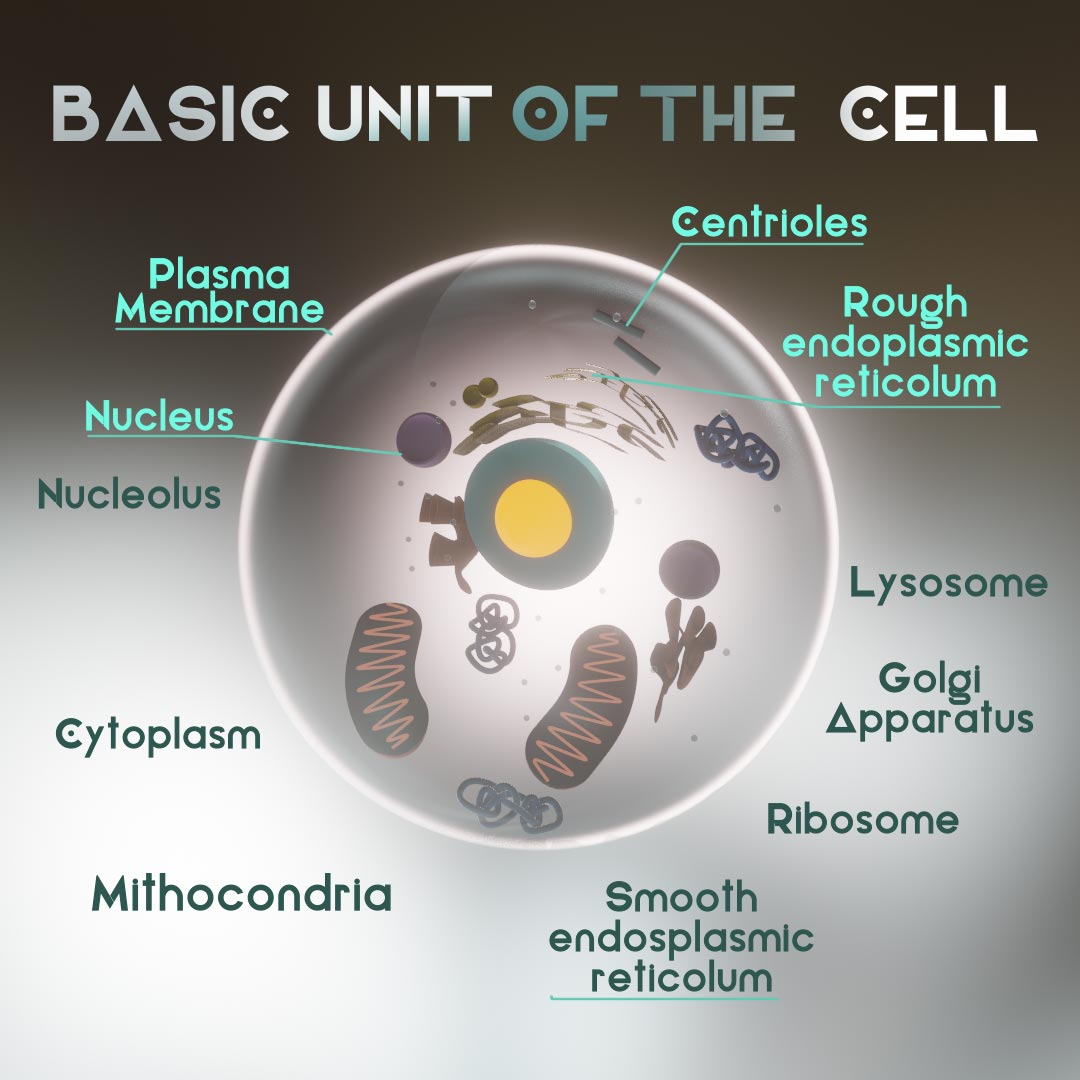 BASIC UNIT OF THE CELL
Centrioles
Plasma
Membrane
Rough
endoplasmic
reticolum
Nucleus
Nucleolus
Lysosome
Golgi
Apparatus
Cytoplasm
Ribosome
Mithocondria
Smooth
endosplasmic
reticolum